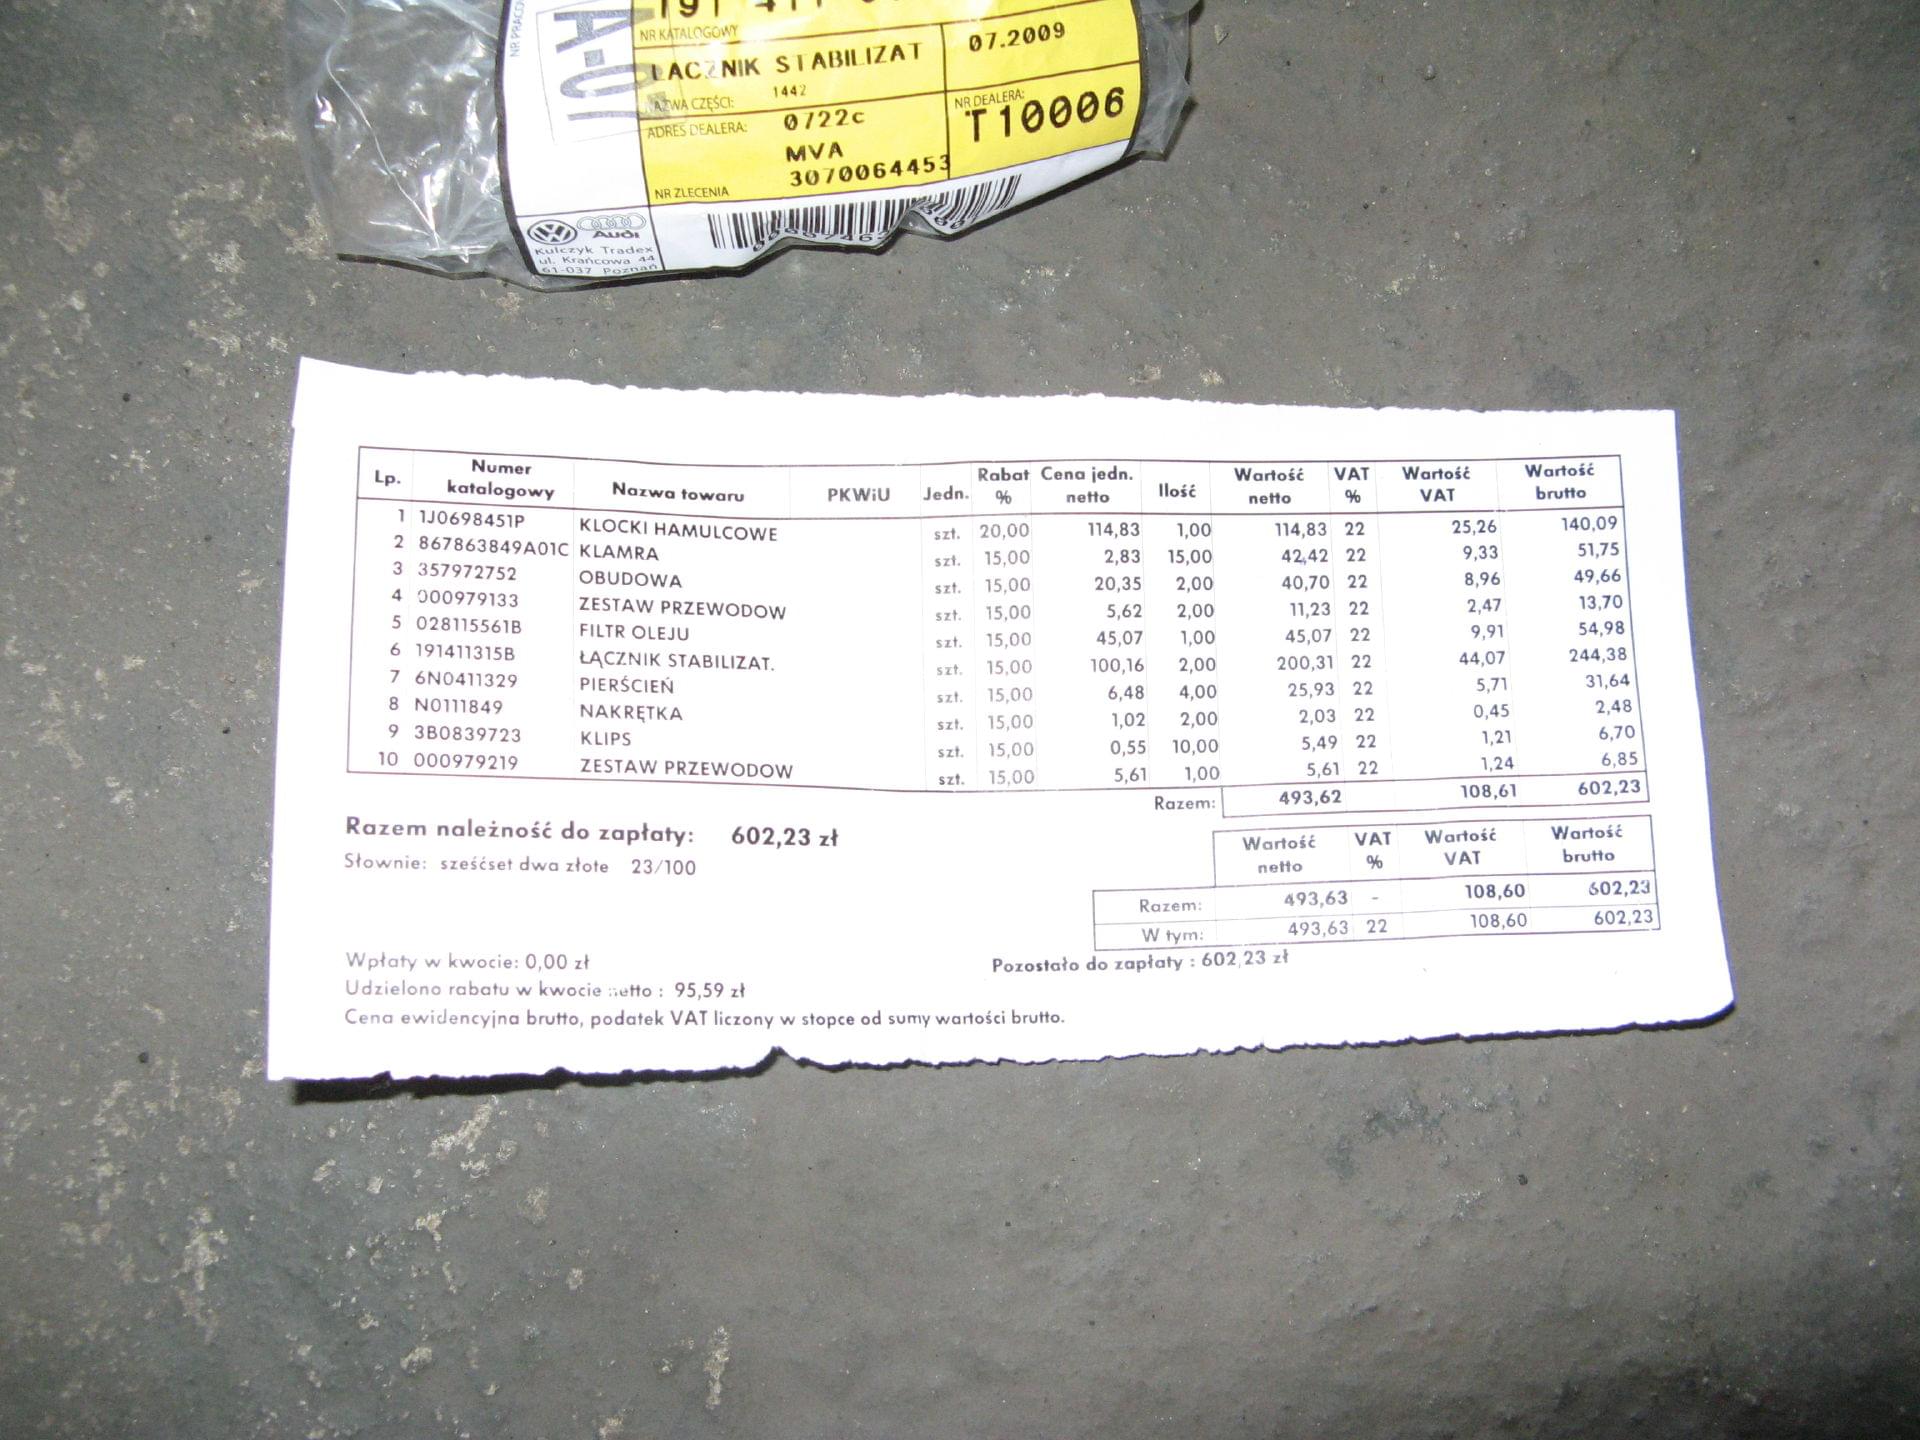 NR KATALOGOWY
ŁĄCZNIK STABILIZAT 07.2009
NAZWA CZĘŚCI: 1442
ADRES DEALERA: 0722c NR DEALERA: T10006
MVA
NR ZLECENIA 3070064453
Audi
Kulczyk Tradex
ul. Krańcowa 44
61-037 Poznań
Lp. Numer katalogowy Nazwa towaru PKWiU Jedn. Rabat % Cena jedn. netto Ilość Wartość netto VAT % Wartość VAT Wartość brutto
1 1J0698451P KLOCKI HAMULCOWE szt. 20,00 114,83 1,00 114,83 22 25,26 140,09
2 867863849A01C KLAMRA szt. 15,00 2,83 15,00 42,42 22 9,33 51,75
3 357972752 OBUDOWA szt. 15,00 20,35 2,00 40,70 22 8,96 49,66
4 000979133 ZESTAW PRZEWODOW szt. 15,00 5,62 2,00 11,23 22 2,47 13,70
5 028115561B FILTR OLEJU szt. 15,00 45,07 1,00 45,07 22 9,91 54,98
6 191411315B ŁĄCZNIK STABILIZAT. szt. 15,00 100,16 2,00 200,31 22 44,07 244,38
7 6N0411329 PIERŚCIEŃ szt. 15,00 6,48 4,00 25,93 22 5,71 31,64
8 N0111849 NAKRĘTKA szt. 15,00 1,02 2,00 2,03 22 0,45 2,48
9 3B0839723 KLIPS szt. 15,00 0,55 10,00 5,49 22 1,21 6,70
10 000979219 ZESTAW PRZEWODOW szt. 15,00 5,61 1,00 5,61 22 1,24 6,85
Razem: 493,62 108,61 602,23
Razem należność do zapłaty: 602,23 zł
Słownie: sześćset dwa złote 23/100
Wartość netto VAT % Wartość VAT Wartość brutto
Razem: 493,63 - 108,60 602,23
W tym: 493,63 22 108,60 602,23
Wpłaty w kwocie: 0,00 zł Pozostało do zapłaty : 602,23 zł
Udzielono rabatu w kwocie netto : 95,59 zł
Cena ewidencyjna brutto, podatek VAT liczony w stopce od sumy wartości brutto.